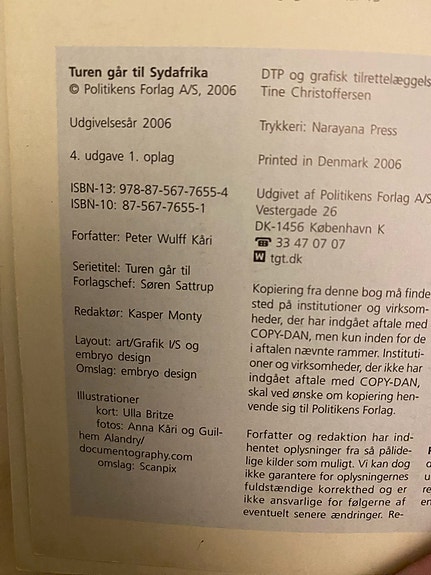 Turen går til Sydafrika
© Politikens Forlag A/S, 2006
Udgivelsesår 2006
4. udgave 1. oplag
ISBN-13: 978-87-567-7655-4
ISBN-10: 87-567-7655-1
Forfatter: Peter Wulff Kåri
Serietitel: Turen går til
Forlagschef: Søren Sattrup
Redaktør: Kasper Monty
Layout: art/Grafik I/S og
embryo design
Omslag: embryo design
Illustrationer
kort: Ulla Britze
fotos: Anna Kåri og Guil-
hem Alandry/
documentography.com
omslag: Scanpix
DTP og grafisk tilrettelæggels
Tine Christoffersen
Trykkeri: Narayana Press
Printed in Denmark 2006
Udgivet af Politikens Forlag A/S
Vestergade 26
DK-1456 København K
☎ 33 47 07 07
W tgt.dk
Kopiering fra denne bog må finde
sted på institutioner og virksom-
heder, der har indgået aftale med
COPY-DAN, men kun inden for de
i aftalen nævnte rammer. Instituti-
oner og virksomheder, der ikke har
indgået aftale med COPY-DAN,
skal ved ønske om kopiering hen-
vende sig til Politikens Forlag.
Forfatter og redaktion har ind-
hentet oplysninger fra så pålide-
lige kilder som muligt. Vi kan dog
ikke garantere for oplysningernes
fuldstændige korrekthed og er
ikke ansvarlige for følgerne af
eventuelt senere ændringer. Re-